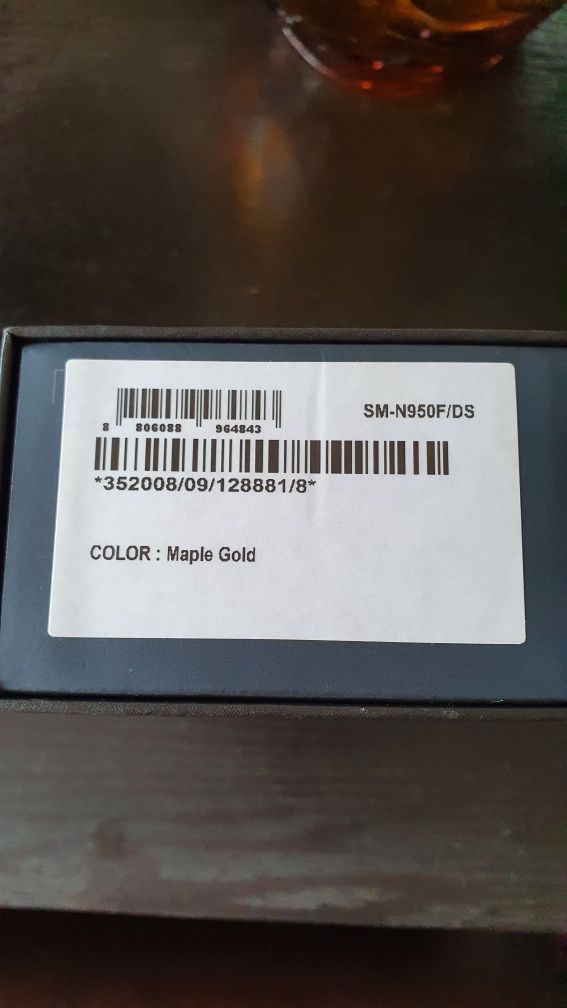 SM-N950F/DS
8 806088 964843
*352008/09/128881/8*
COLOR : Maple Gold